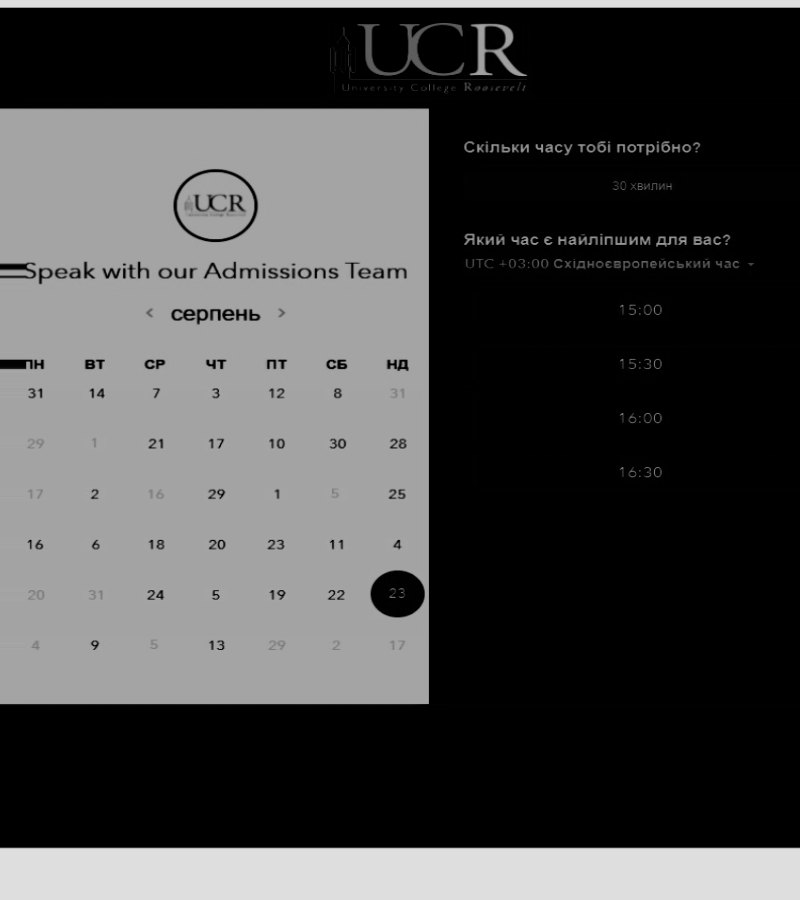 UCR
University College Roosevelt
Скільки часу тобі потрібно?
30 хвилин
Який час є найліпшим для вас?
UTC +03:00 Східноєвропейський час
15:00
15:30
16:00
16:30
UCR
Speak with our Admissions Team
серпень
ПН ВТ СР ЧТ ПТ СБ НД
31 14 7 3 12 8 31
29 1 21 17 10 30 28
17 2 16 29 1 5 25
16 6 18 20 23 11 4
20 31 24 5 19 22 23
4 9 5 13 29 2 17